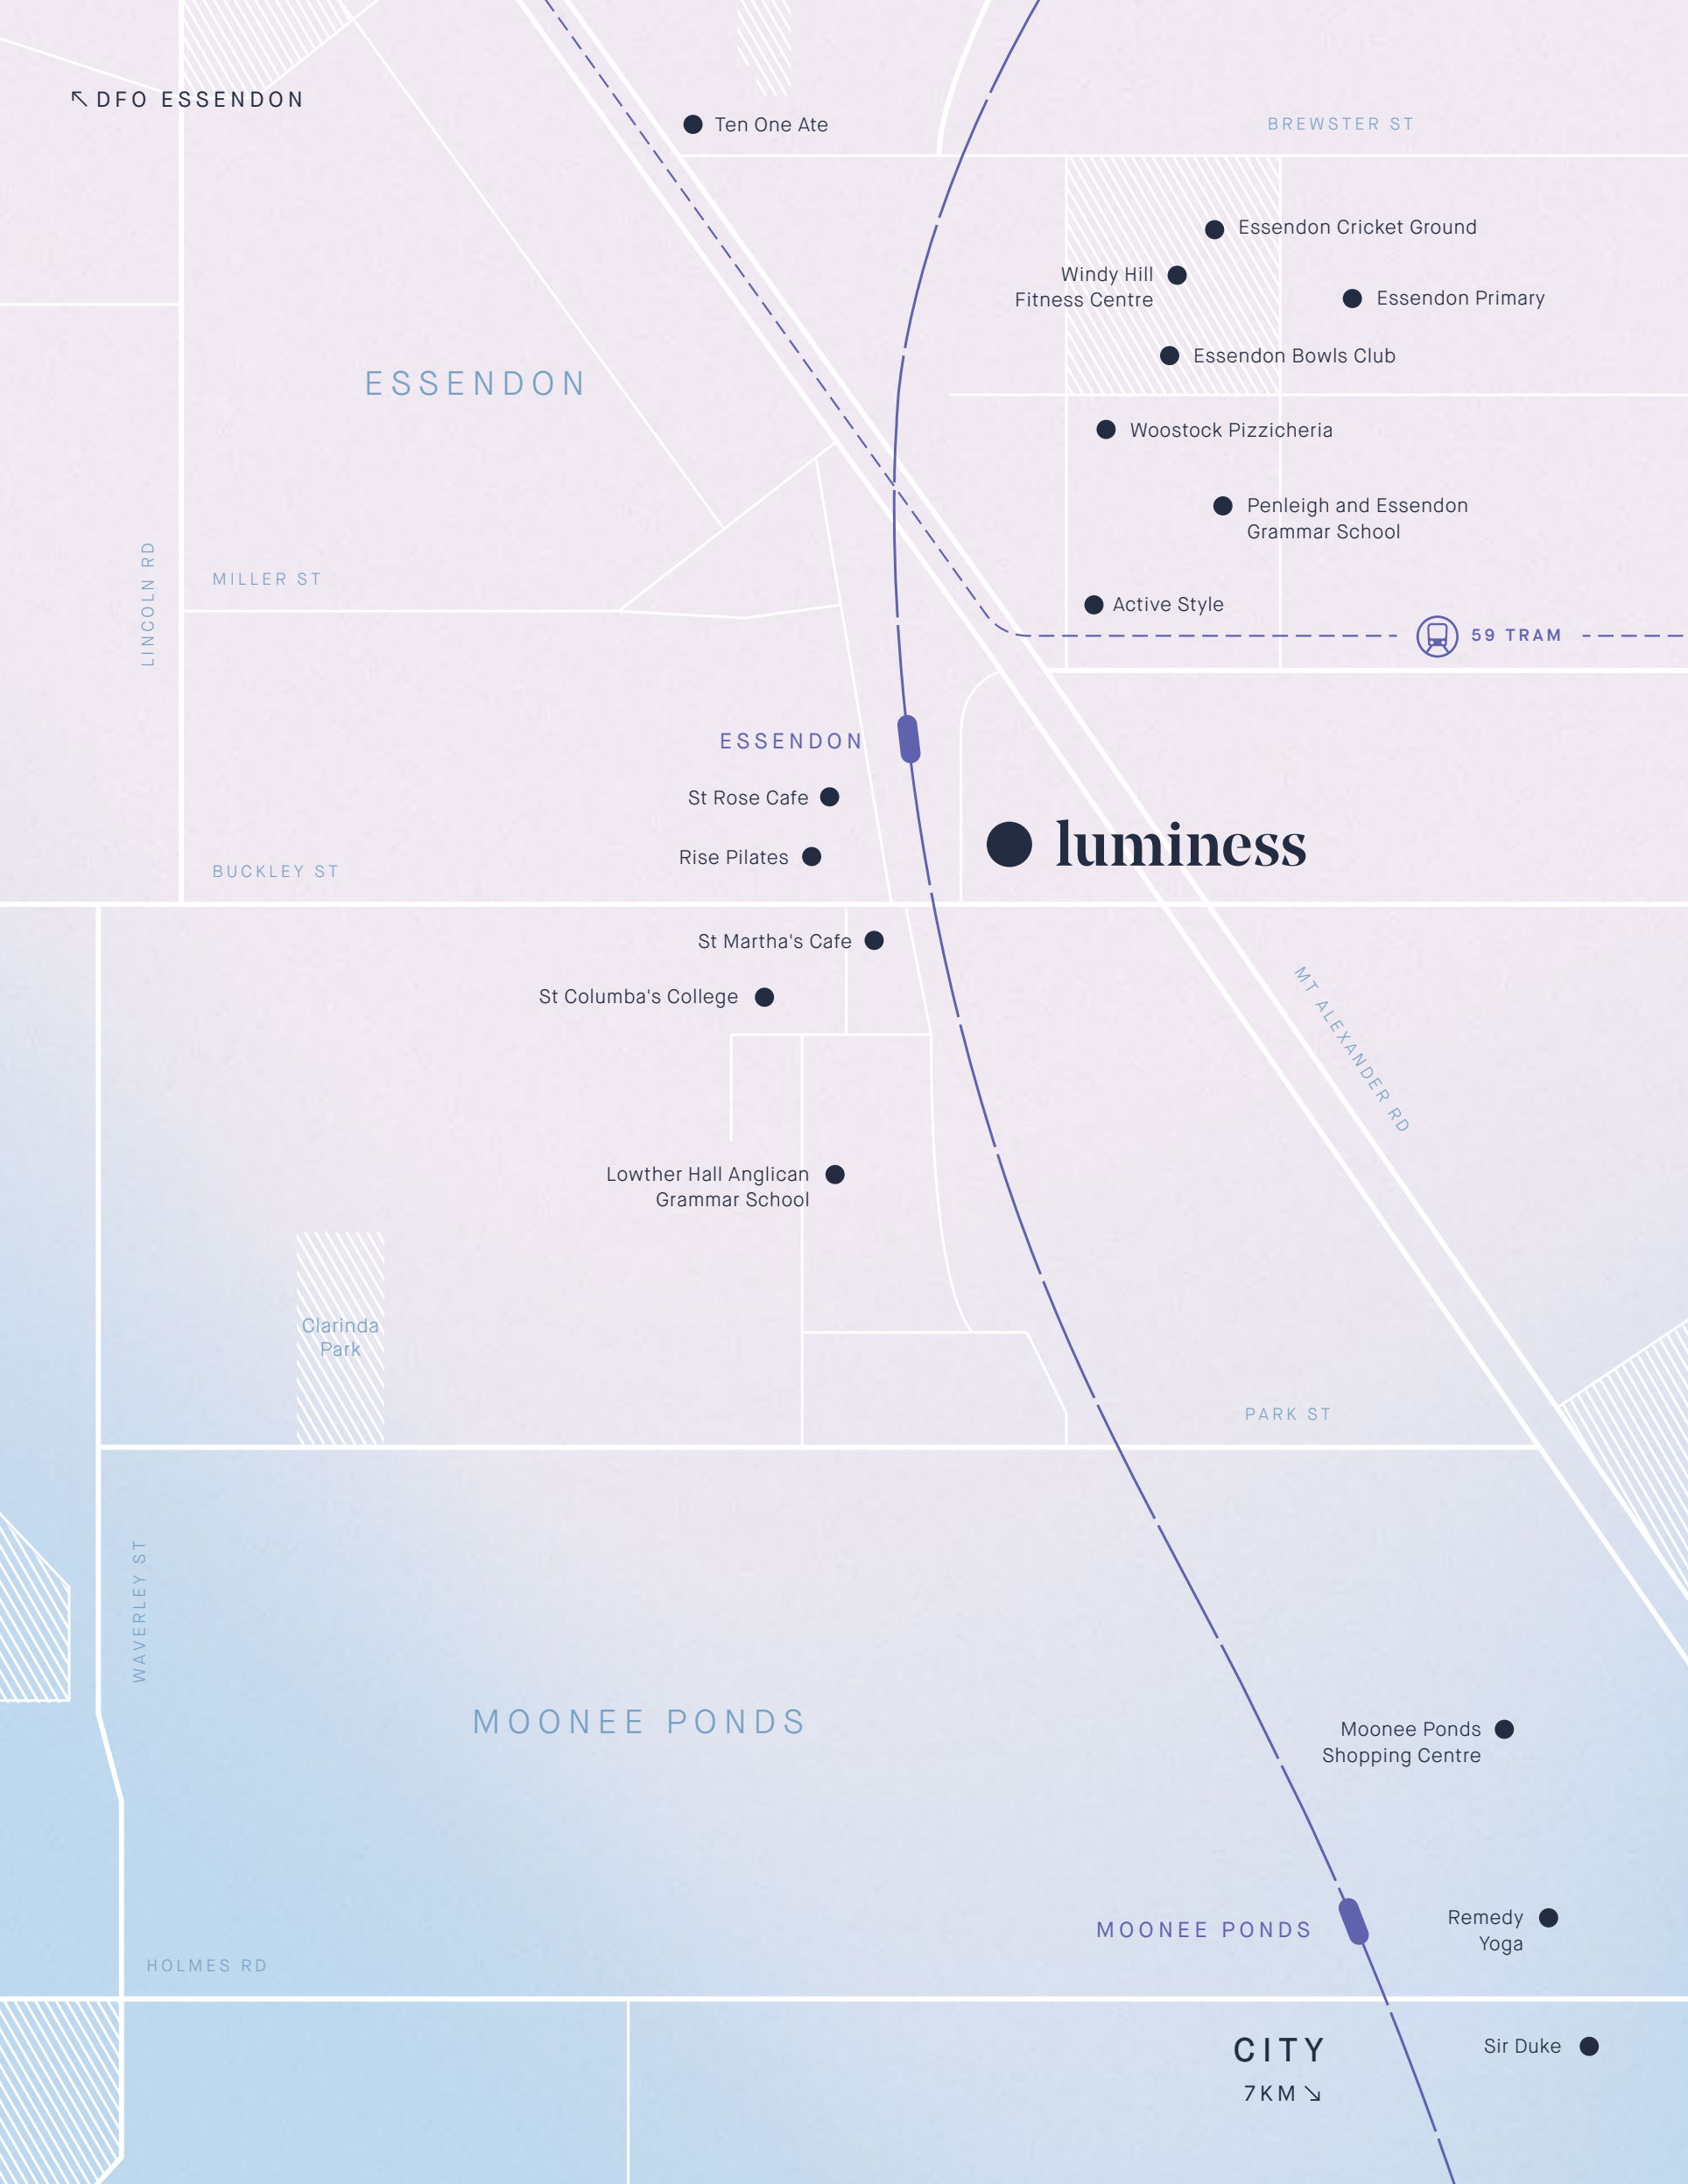 ↖ DFO ESSENDON
Ten One Ate
BREWSTER ST
Essendon Cricket Ground
Windy Hill
Fitness Centre
Essendon Primary
Essendon Bowls Club
ESSENDON
Woostock Pizzicheria
Penleigh and Essendon
Grammar School
LINCOLN RD
MILLER ST
Active Style
59 TRAM
ESSENDON
St Rose Cafe
luminess
Rise Pilates
BUCKLEY ST
St Martha's Cafe
St Columba's College
MT ALEXANDER RD
Lowther Hall Anglican
Grammar School
Clarinda
Park
PARK ST
WAVERLEY ST
MOONEE PONDS
Moonee Ponds
Shopping Centre
MOONEE PONDS
Remedy
Yoga
HOLMES RD
CITY
7KM ↘
Sir Duke